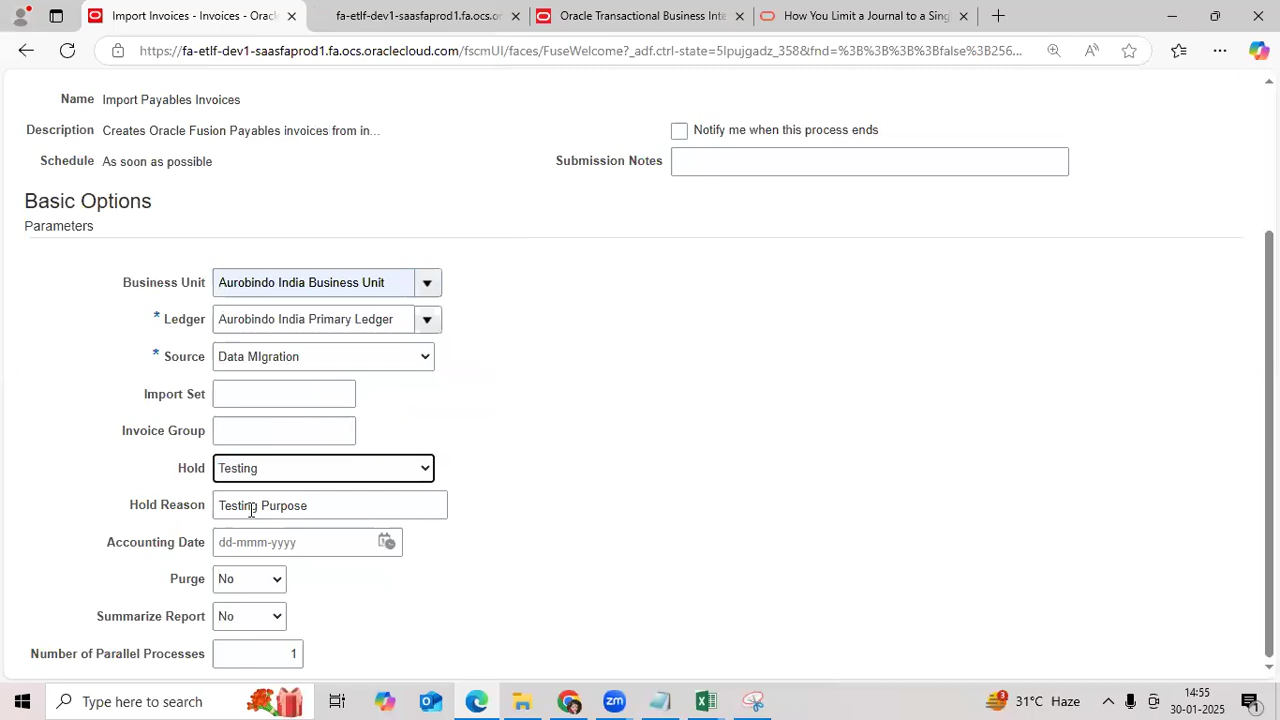 Import Invoices - Invoices - Orac
fa-etlf-dev1-saasfaprod1.fa.ocs.or
Oracle Transactional Business Inte
How You Limit a Journal to a Sing
https://fa-etlf-dev1-saasfaprod1.fa.ocs.oraclecloud.com/fscmUI/faces/FuseWelcome?_adf.ctrl-state=5lpujgadz_358&fnd=%3B%3B%3B%3Bfalse%3B256...
Name Import Payables Invoices
Description Creates Oracle Fusion Payables invoices from in...
Notify me when this process ends
Schedule As soon as possible
Submission Notes
Basic Options
Parameters
Business Unit Aurobindo India Business Unit
* Ledger Aurobindo India Primary Ledger
* Source Data MIgration
Import Set
Invoice Group
Hold Testing
Hold Reason Testing Purpose
Accounting Date dd-mmm-yyyy
Purge No
Summarize Report No
Number of Parallel Processes 1
Type here to search
3
31°C Haze
14:55
30-01-2025
1